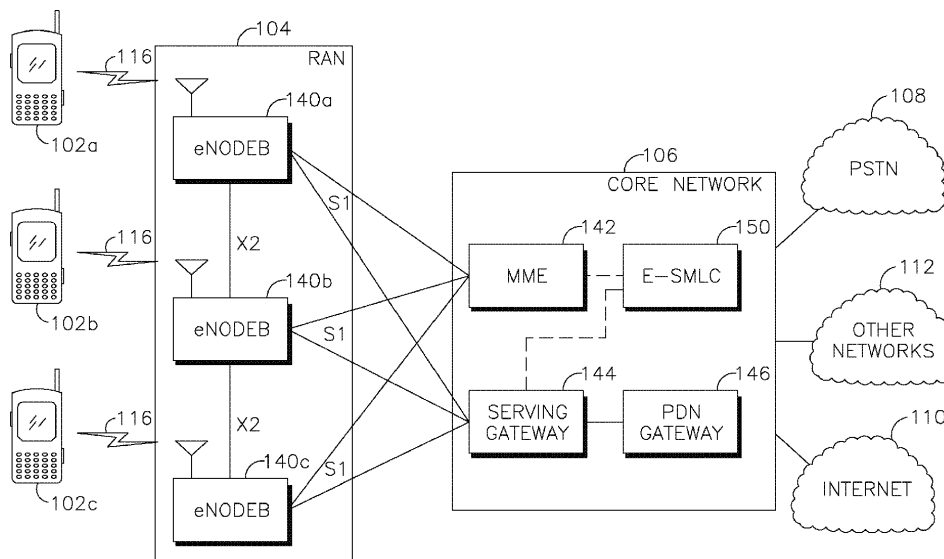 104
RAN
116
140a
eNODEB
102a
S1
X2
116
140b
eNODEB
102b
S1
X2
116
140c
eNODEB
102c
S1
106
CORE NETWORK
142
MME
150
E-SMLC
144
SERVING
GATEWAY
146
PDN
GATEWAY
108
PSTN
112
OTHER
NETWORKS
110
INTERNET